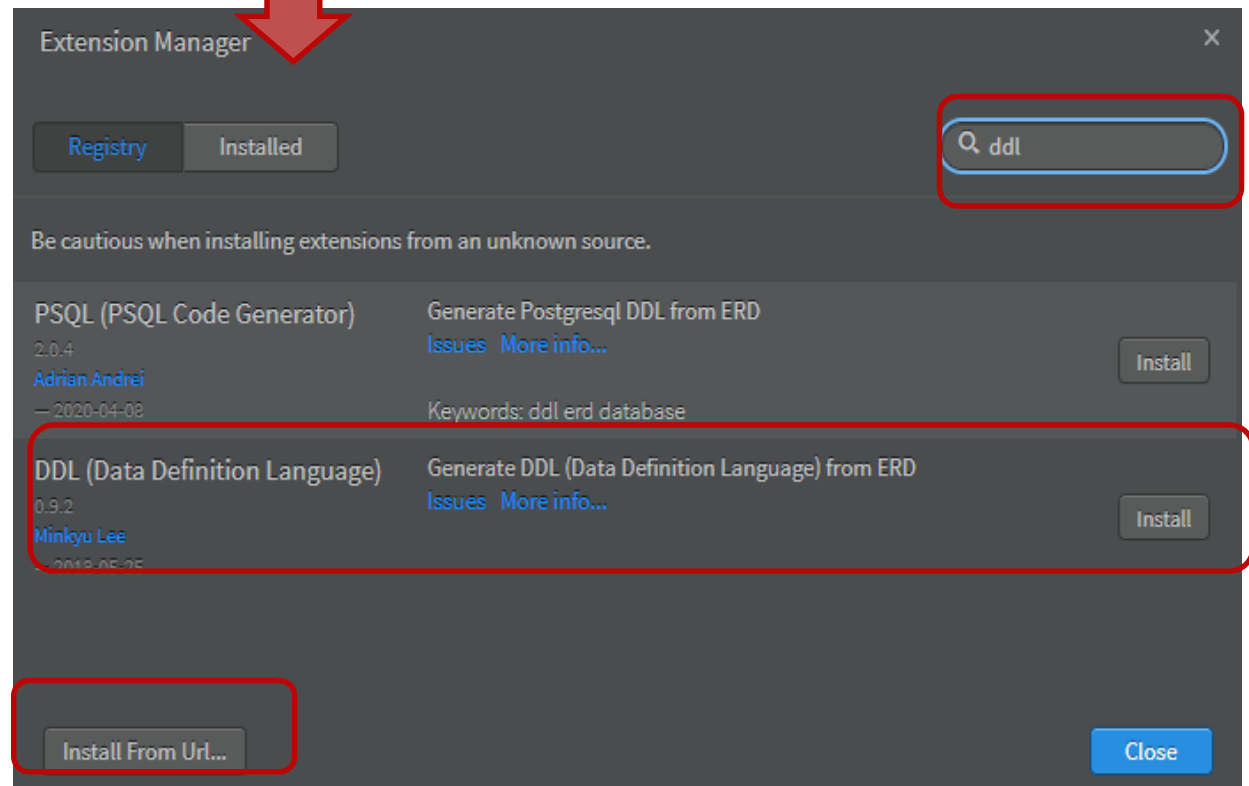 Extension Manager
×
Registry Installed
ddl
Be cautious when installing extensions from an unknown source.
PSQL (PSQL Code Generator)
2.0.4
Adrian Andrei
— 2020-04-08
Generate Postgresql DDL from ERD
Issues More info...
Keywords: ddl erd database
Install
DDL (Data Definition Language)
0.9.2
Minkyu Lee
— 2018-05-25
Generate DDL (Data Definition Language) from ERD
Issues More info...
Install
Install From Url...
Close